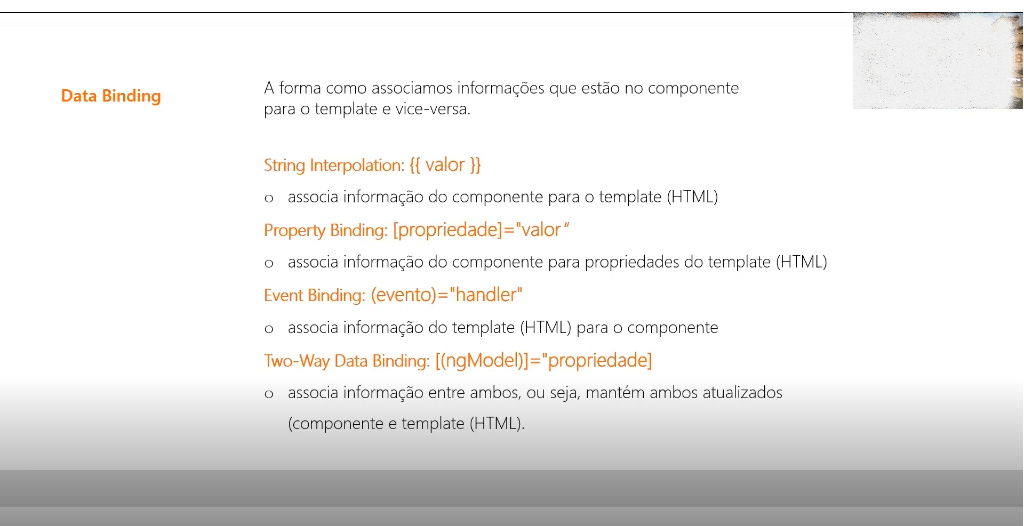 Data Binding
A forma como associamos informações que estão no componente
para o template e vice-versa.
String Interpolation: {{ valor }}
o associa informação do componente para o template (HTML)
Property Binding: [propriedade]="valor“
o associa informação do componente para propriedades do template (HTML)
Event Binding: (evento)="handler"
o associa informação do template (HTML) para o componente
Two-Way Data Binding: [(ngModel)]="propriedade]
o associa informação entre ambos, ou seja, mantém ambos atualizados
(componente e template (HTML).